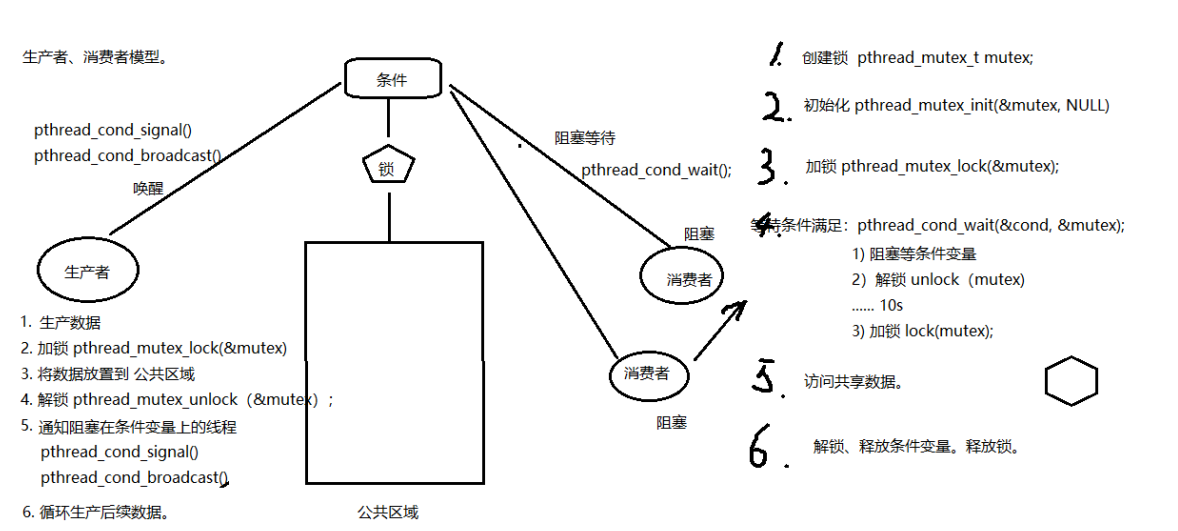 生产者、消费者模型。
条件
pthread_cond_signal()
pthread_cond_broadcast()
唤醒
锁
阻塞等待
pthread_cond_wait();
阻塞
生产者
消费者
消费者
阻塞
1. 生产数据
2. 加锁 pthread_mutex_lock(&mutex)
3. 将数据放置到 公共区域
4. 解锁 pthread_mutex_unlock（&mutex）;
5. 通知阻塞在条件变量上的线程
pthread_cond_signal()
pthread_cond_broadcast()
6. 循环生产后续数据。
公共区域
1. 创建锁 pthread_mutex_t mutex;
2. 初始化 pthread_mutex_init(&mutex, NULL)
3. 加锁 pthread_mutex_lock(&mutex);
4. 等待条件满足：pthread_cond_wait(&cond, &mutex);
1) 阻塞等条件变量
2）解锁 unlock（mutex)
...... 10s
3) 加锁 lock(mutex);
5. 访问共享数据。
6. 解锁、释放条件变量。释放锁。